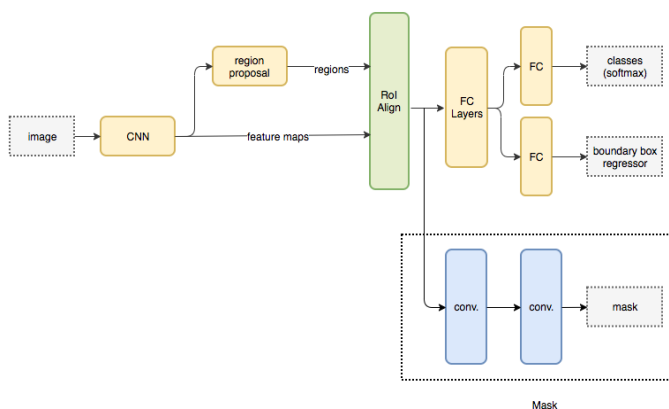 region
proposal
regions
image
CNN
feature maps
RoI
Align
FC
Layers
FC
classes
(softmax)
FC
boundary box
regressor
conv.
conv.
mask
Mask